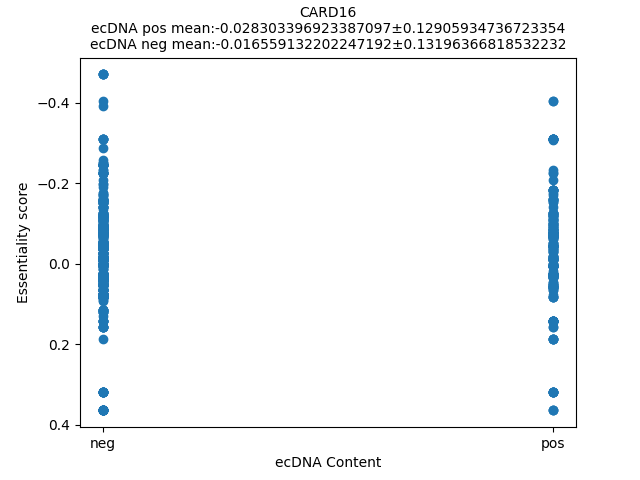 CARD16
ecDNA pos mean:-0.028303396923387097±0.12905934736723354
ecDNA neg mean:-0.016559132202247192±0.13196366818532232
−0.4
−0.2
0.0
0.2
0.4
Essentiality score
neg
pos
ecDNA Content